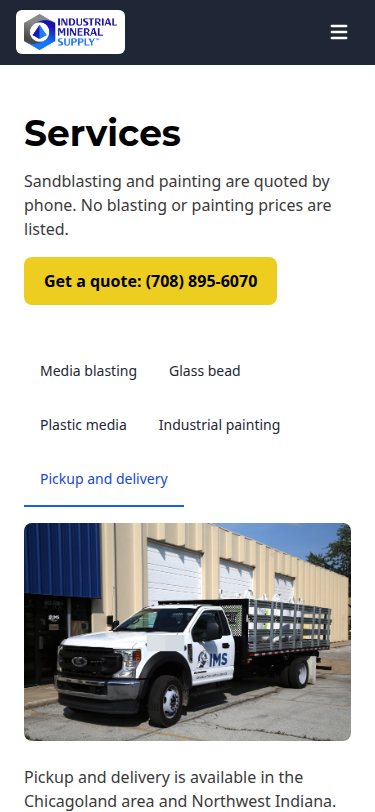 INDUSTRIAL
MINERAL
SUPPLY™
Services
Sandblasting and painting are quoted by
phone. No blasting or painting prices are
listed.
Get a quote: (708) 895-6070
Media blasting Glass bead
Plastic media Industrial painting
Pickup and delivery
IMS
Pickup and delivery is available in the
Chicagoland area and Northwest Indiana.